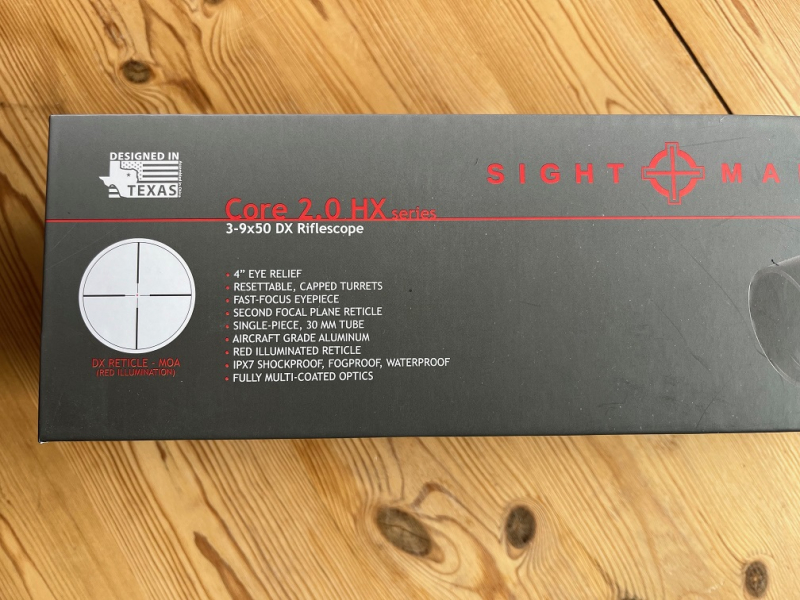 DESIGNED IN
TEXAS
SIGHT MA
Core 2.0 HX series
3-9x50 DX Riflescope
• 4” EYE RELIEF
• RESETTABLE, CAPPED TURRETS
• FAST-FOCUS EYEPIECE
• SECOND FOCAL PLANE RETICLE
• SINGLE-PIECE, 30 MM TUBE
• AIRCRAFT GRADE ALUMINUM
• RED ILLUMINATED RETICLE
• IPX7 SHOCKPROOF, FOGPROOF, WATERPROOF
• FULLY MULTI-COATED OPTICS
DX RETICLE - MOA
(RED ILLUMINATION)